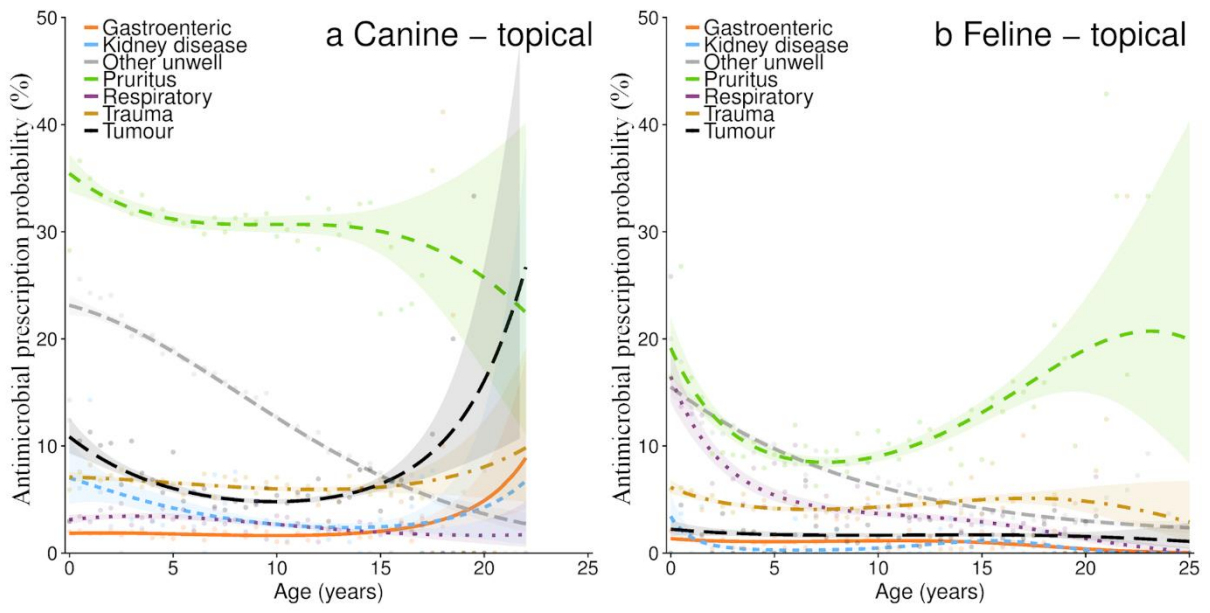 a Canine – topical
Gastroenteric
Kidney disease
Other unwell
Pruritus
Respiratory
Trauma
Tumour
Antimicrobial prescription probability (%)
50
40
30
20
10
0
0 5 10 15 20 25
Age (years)
b Feline – topical
Gastroenteric
Kidney disease
Other unwell
Pruritus
Respiratory
Trauma
Tumour
Antimicrobial prescription probability (%)
50
40
30
20
10
0
0 5 10 15 20 25
Age (years)